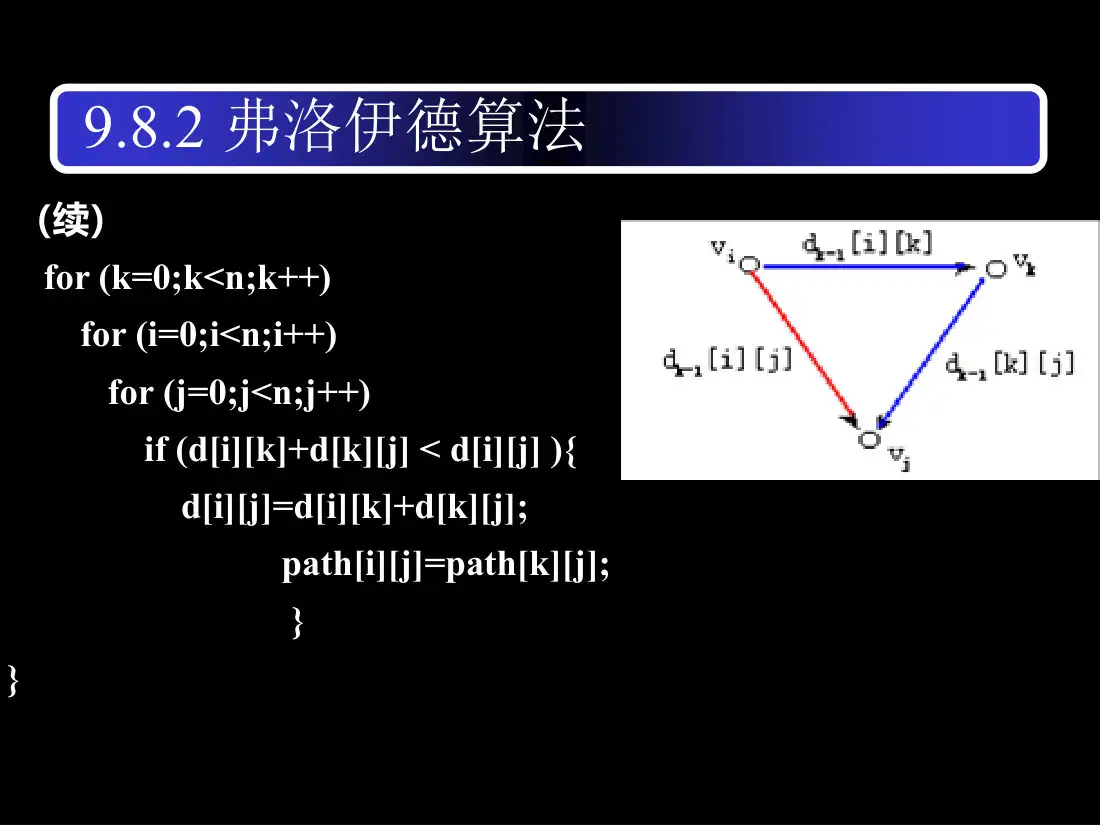 9.8.2 弗洛伊德算法
(续)
for (k=0;k<n;k++)
for (i=0;i<n;i++)
for (j=0;j<n;j++)
if (d[i][k]+d[k][j] < d[i][j] ){
d[i][j]=d[i][k]+d[k][j];
path[i][j]=path[k][j];
}
}
vi
dk-1[i][k]
vk
dk-1[i][j]
dk-1[k][j]
vj